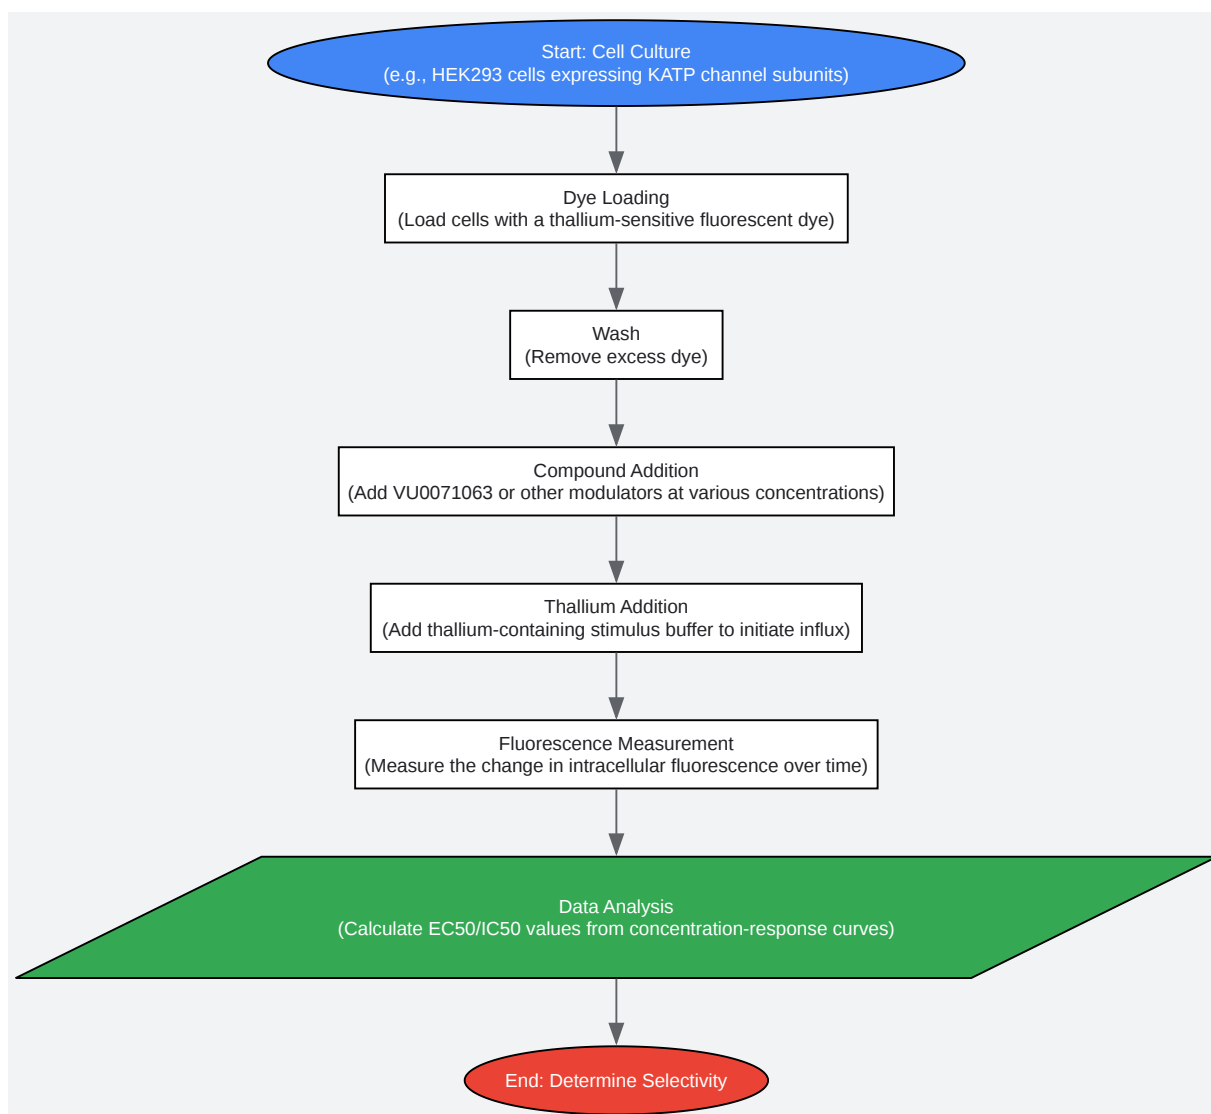 Start: Cell Culture
(e.g., HEK293 cells expressing KATP channel subunits)
Dye Loading
(Load cells with a thallium-sensitive fluorescent dye)
Wash
(Remove excess dye)
Compound Addition
(Add VU0071063 or other modulators at various concentrations)
Thallium Addition
(Add thallium-containing stimulus buffer to initiate influx)
Fluorescence Measurement
(Measure the change in intracellular fluorescence over time)
Data Analysis
(Calculate EC50/IC50 values from concentration-response curves)
End: Determine Selectivity